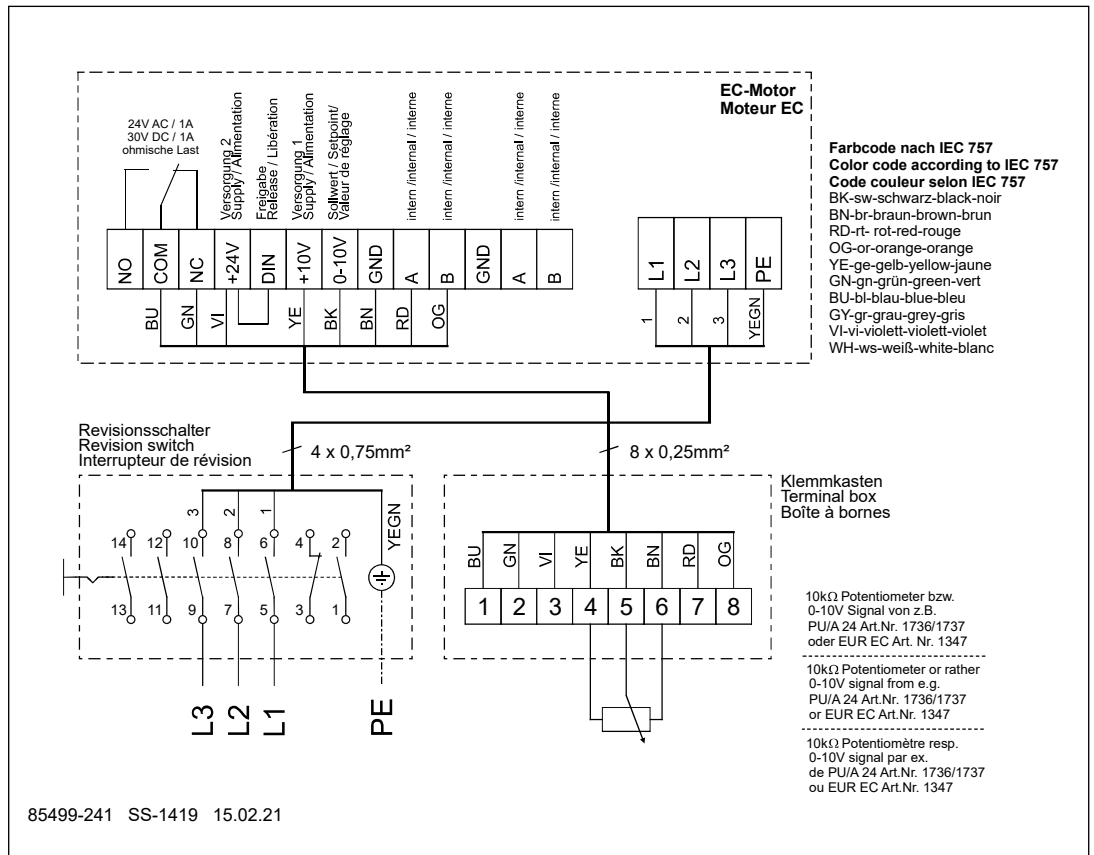 EC-Motor
Moteur EC
24V AC / 1A
30V DC / 1A
ohmische Last
Versorgung 2
Supply / Alimentation
Freigabe
Release / Libération
Versorgung 1
Supply / Alimentation
Sollwert / Setpoint/
Valeur de réglage
intern /internal / interne
intern / internal / interne
intern /internal / interne
intern / internal / interne
NO
COM
NC
+24V
DIN
+10V
0-10V
GND
A
B
GND
A
B
L1
L2
L3
PE
BU
GN
VI
YE
BK
BN
RD
OG
1
2
3
YEGN
Farbcode nach IEC 757
Color code according to IEC 757
Code couleur selon IEC 757
BK-sw-schwarz-black-noir
BN-br-braun-brown-brun
RD-rt- rot-red-rouge
OG-or-orange-orange
YE-ge-gelb-yellow-jaune
GN-gn-grün-green-vert
BU-bl-blau-blue-bleu
GY-gr-grau-grey-gris
VI-vi-violett-violett-violet
WH-ws-weiß-white-blanc
Revisionsschalter
Revision switch
Interrupteur de révision
4 x 0,75mm²
8 x 0,25mm²
Klemmkasten
Terminal box
Boîte à bornes
3
2
1
YEGN
14
12
10
8
6
4
2
13
11
9
7
5
3
1
L3
L2
L1
PE
BU
GN
VI
YE
BK
BN
RD
OG
1
2
3
4
5
6
7
8
10kΩ Potentiometer bzw.
0-10V Signal von z.B.
PU/A 24 Art.Nr. 1736/1737
oder EUR EC Art. Nr. 1347
10kΩ Potentiometer or rather
0-10V signal from e.g.
PU/A 24 Art.Nr. 1736/1737
or EUR EC Art.Nr. 1347
10kΩ Potentiomètre resp.
0-10V signal par ex.
de PU/A 24 Art.Nr. 1736/1737
ou EUR EC Art.Nr. 1347
85499-241 SS-1419 15.02.21